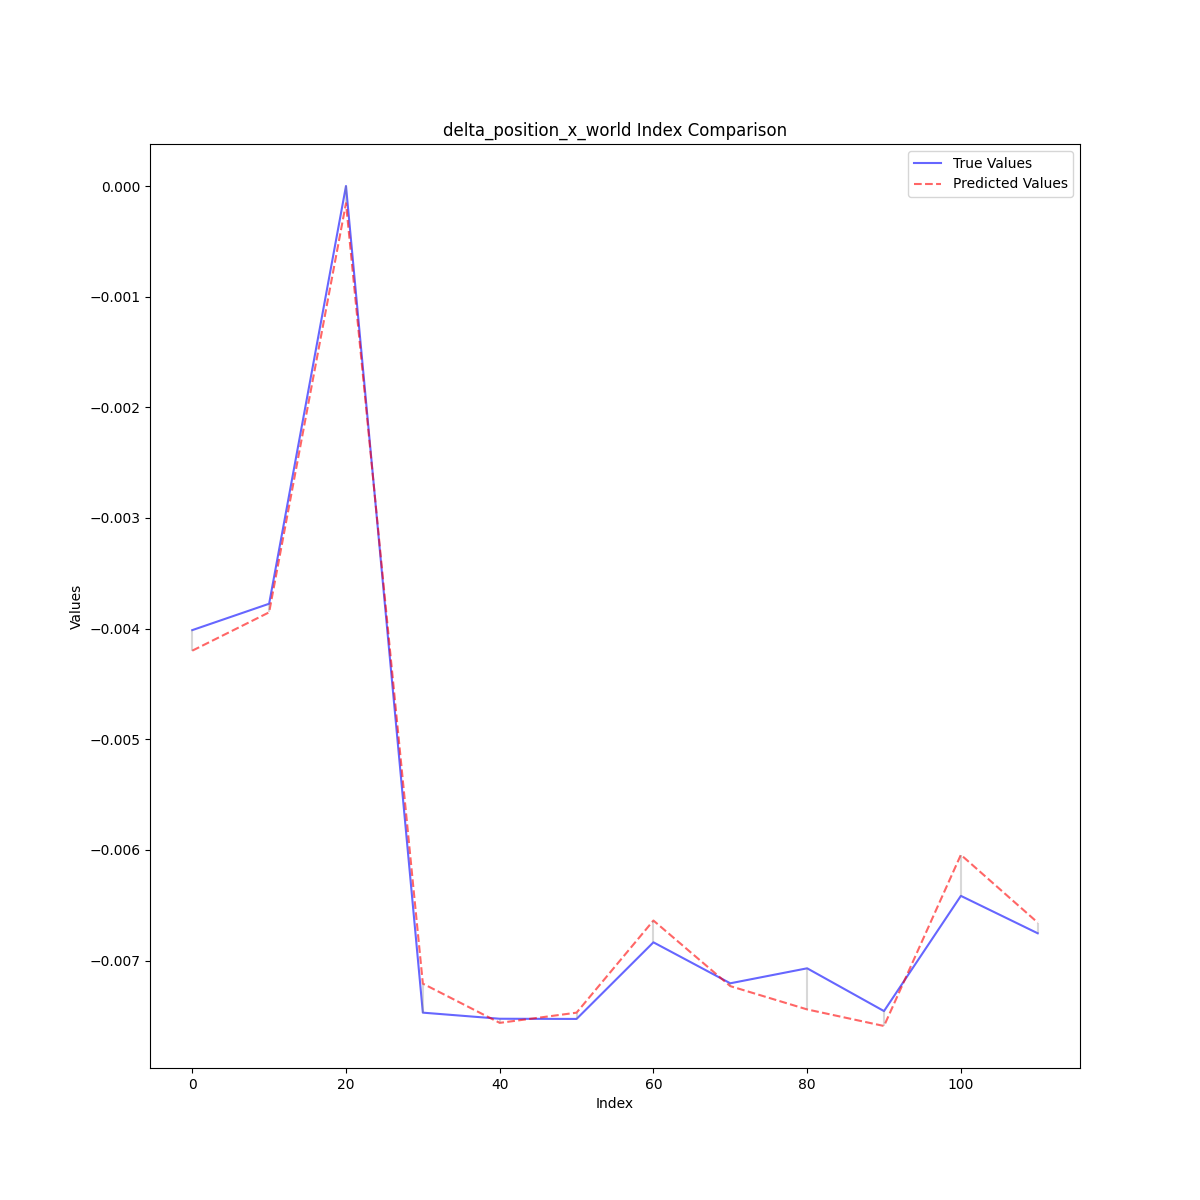 delta_position_x_world Index Comparison
True Values
Predicted Values
0.000
−0.001
−0.002
−0.003
−0.004
−0.005
−0.006
−0.007
Values
0 20 40 60 80 100
Index